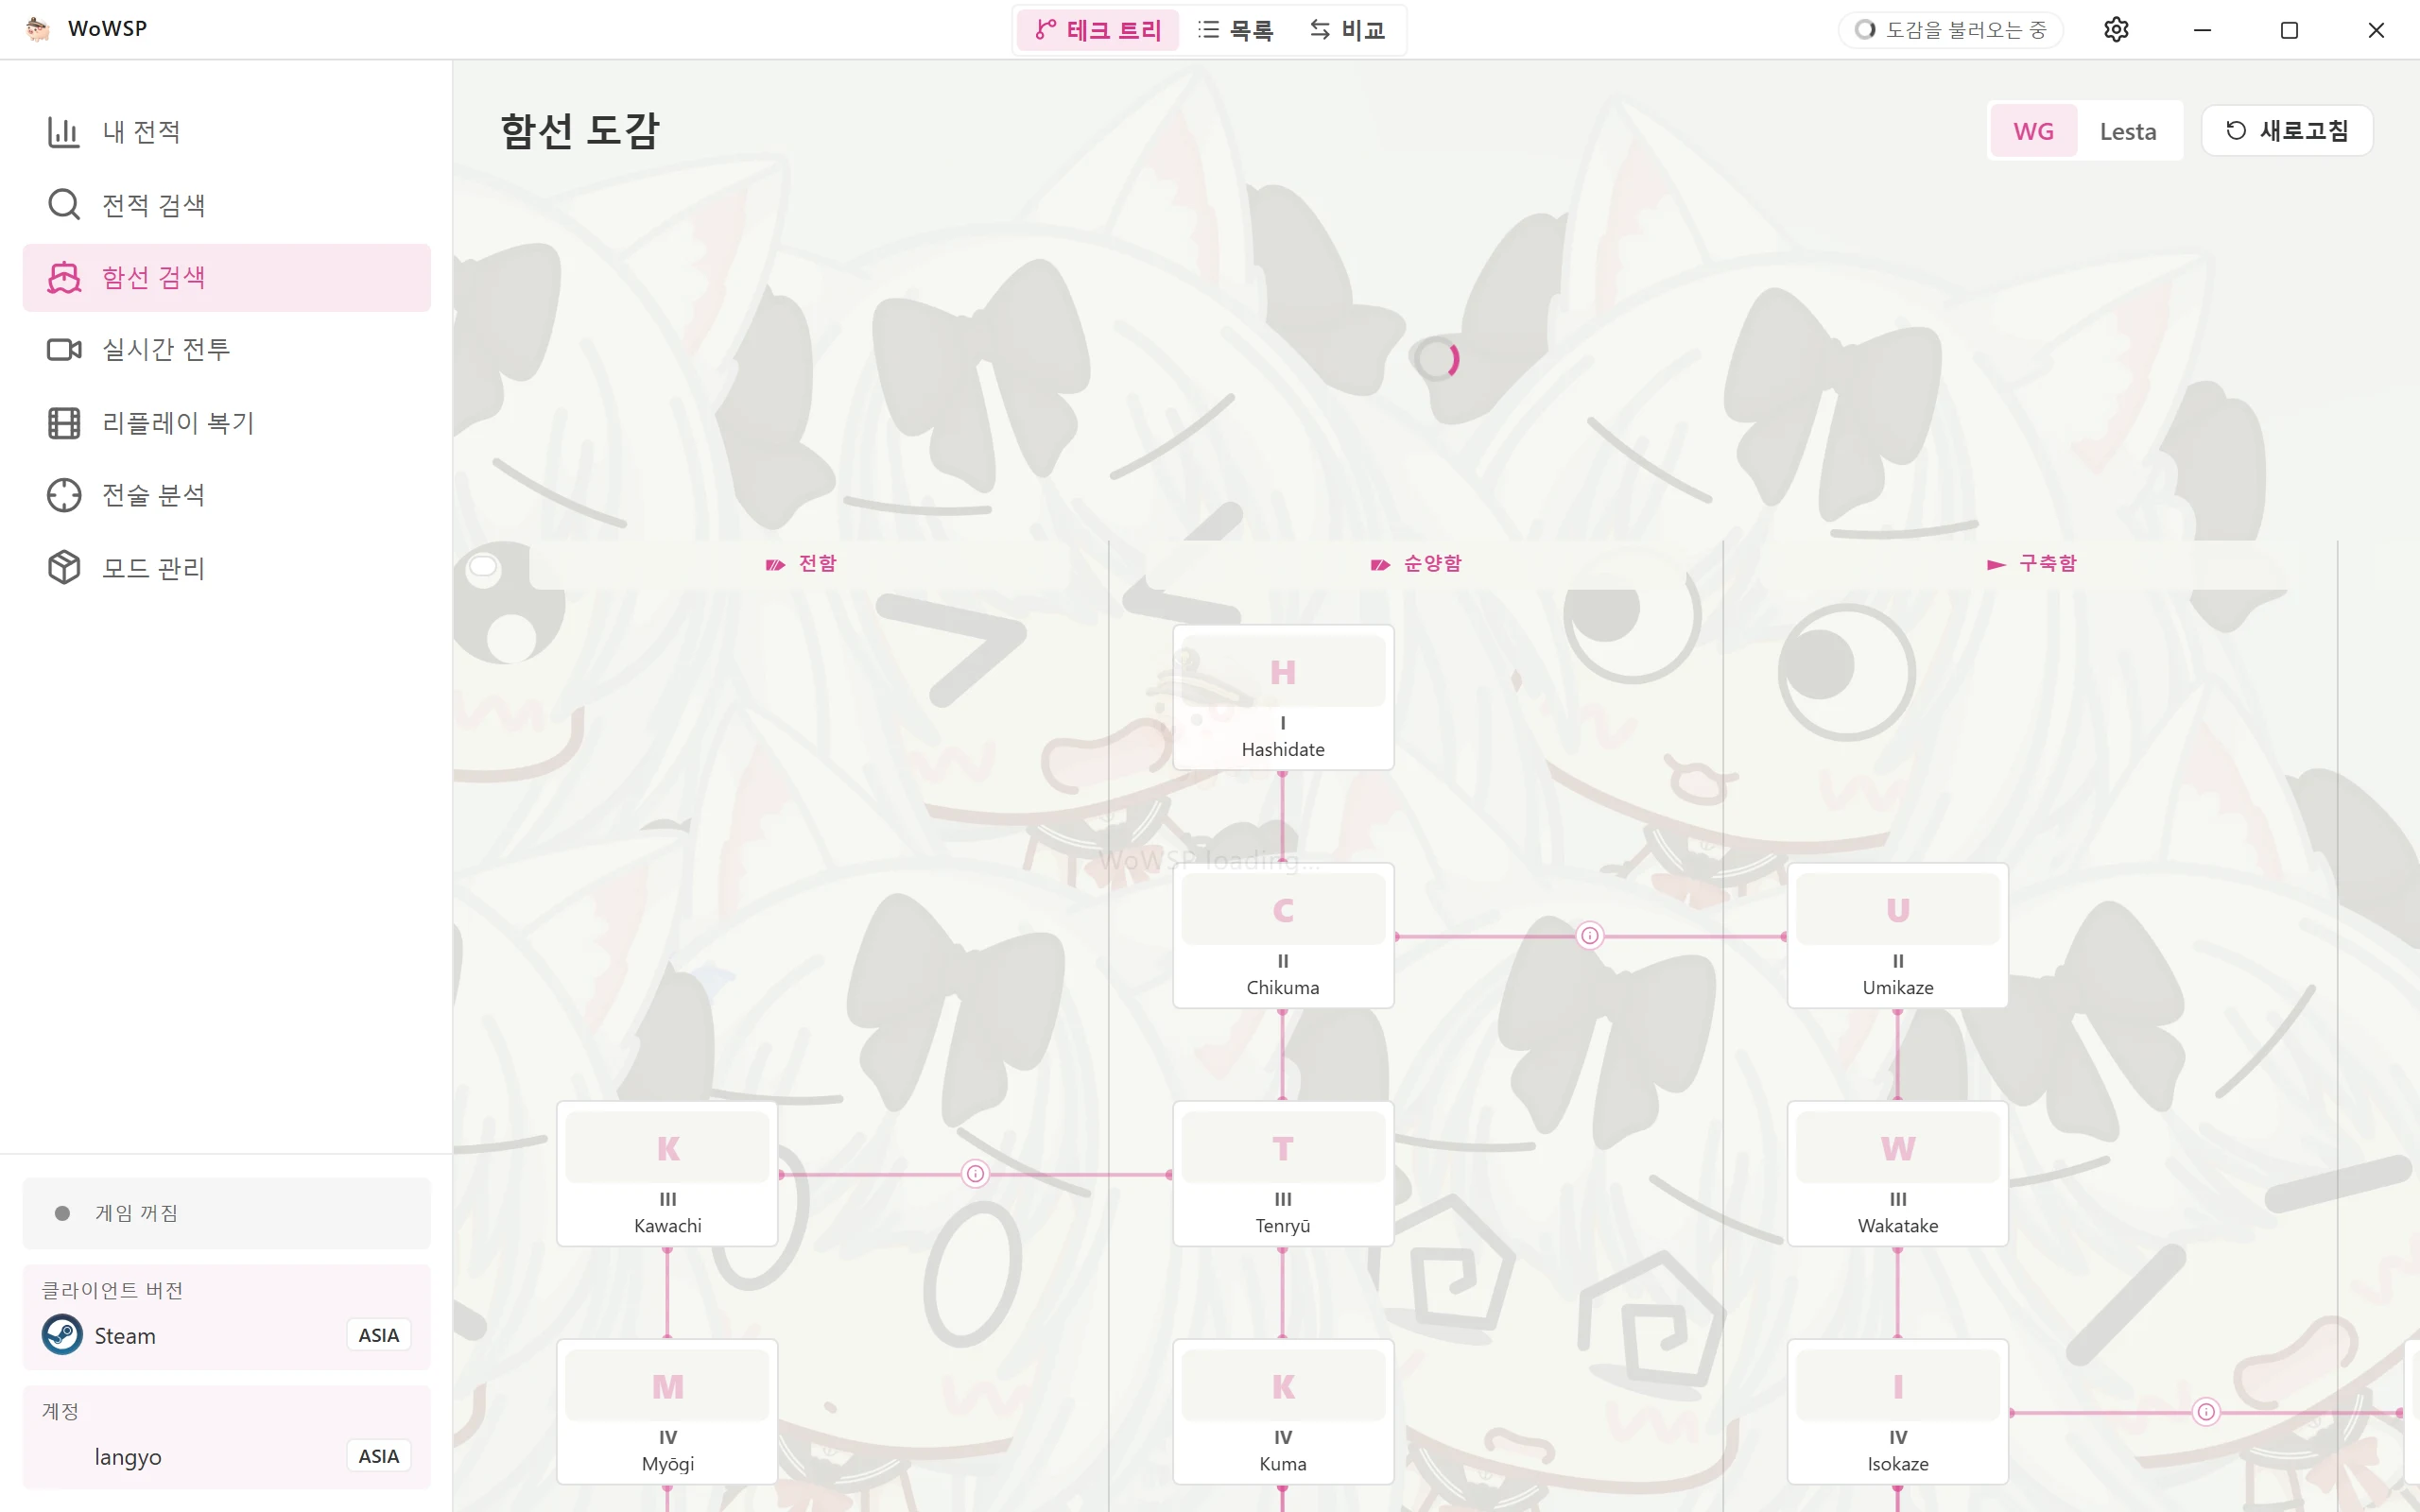 WoWSP
테크 트리
목록
비교
도감을 불러오는 중
내 전적
전적 검색
함선 검색
실시간 전투
리플레이 복기
전술 분석
모드 관리
게임 꺼짐
클라이언트 버전
Steam
ASIA
계정
langyo
ASIA
함선 도감
WG
Lesta
새로고침
전함
순양함
구축함
H
I
Hashidate
WoWSP loading...
C
II
Chikuma
U
II
Umikaze
K
III
Kawachi
T
III
Tenryū
W
III
Wakatake
M
IV
Myōgi
K
IV
Kuma
I
IV
Isokaze